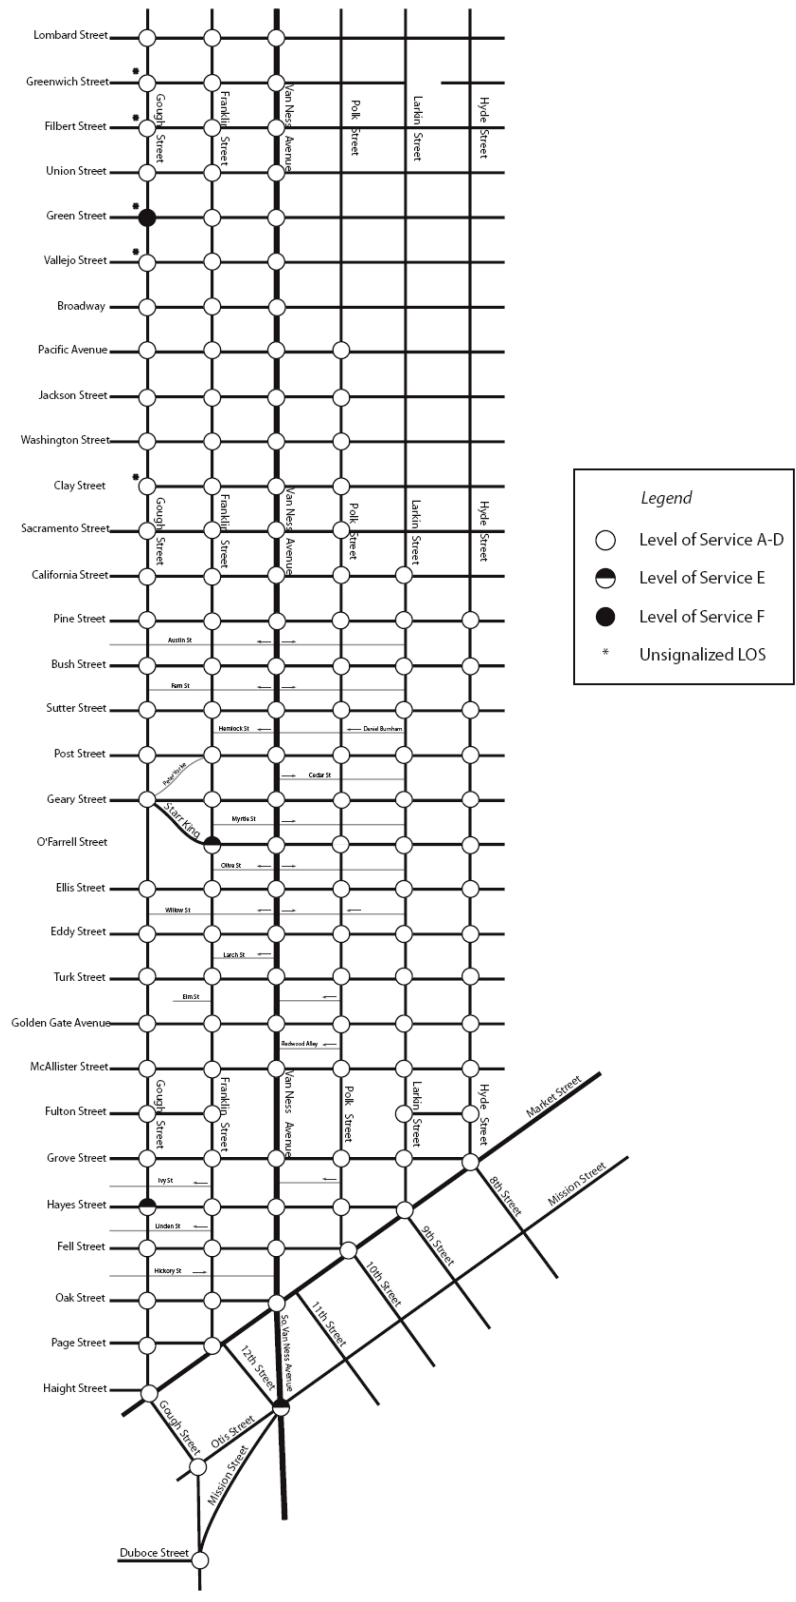 Lombard Street
*
Greenwich Street
Gough Street
Franklin Street
Van Ness Avenue
Polk Street
Larkin Street
Hyde Street
*
Filbert Street
Union Street
*
Green Street
*
Vallejo Street
Broadway
Pacific Avenue
Jackson Street
Washington Street
*
Clay Street
Gough Street
Franklin Street
Van Ness Avenue
Polk Street
Larkin Street
Hyde Street
Sacramento Street
California Street
Pine Street
Austin St
Bush Street
Fern St
Sutter Street
Hemlock St
Daniel Burnham
Post Street
Peter Yorke
Cedar St
Geary Street
Starr King
Myrtle St
O'Farrell Street
Olive St
Ellis Street
Willow St
Eddy Street
Larch St
Turk Street
Elm St
Golden Gate Avenue
Redwood Alley
McAllister Street
Gough Street
Franklin Street
Van Ness Avenue
Polk Street
Larkin Street
Hyde Street
Market Street
Fulton Street
Grove Street
Ivy St
8th Street
Mission Street
Hayes Street
Linden St
9th Street
Fell Street
10th Street
Hickory St
Oak Street
11th Street
So. Van Ness Avenue
Page Street
12th Street
Haight Street
Gough Street
Otis Street
Mission Street
Duboce Street
Legend
Level of Service A-D
Level of Service E
Level of Service F
* Unsignalized LOS